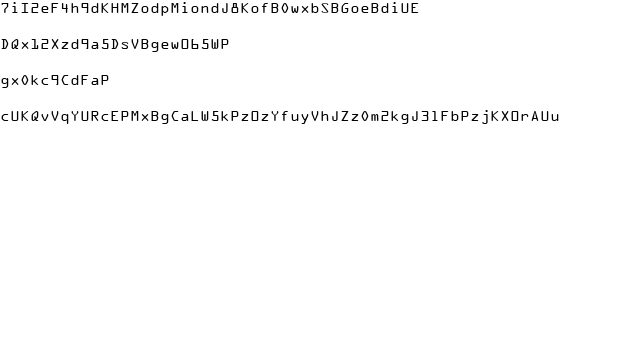 7iI2eF4h9dKHMZodpMiondJ8KofB0wxbSBGoeBdiUE
DQx12Xzd9a5DsVBgewO65WP
gx0kc9CdFaP
cUKQvVqYURcEPMxBgCaLW5kPzOzYfuyVhJZz0m2kgJ31FbPzjKXOrAUu